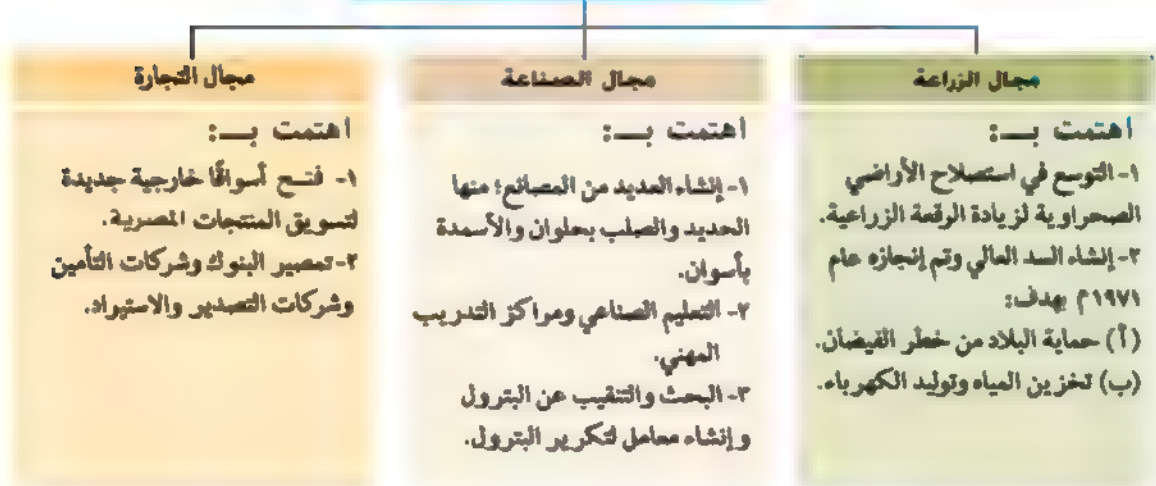 مجال الزراعة
اهتمت بـــ:
١- التوسع في استصلاح الأراضي
الصحراوية لزيادة الرقعة الزراعية.
٢- إنشاء السد العالي وتم إنجازه عام
١٩٧١م بهدف:
(أ) حماية البلاد من خطر الفيضان.
(ب) تخزين المياه وتوليد الكهرباء.
مجال الصناعة
اهتمت بـــ:
١- إنشاء العديد من المصانع؛ منها
الحديد والصلب بحلوان والأسمدة
بأسوان.
٢- التعليم الصناعي ومراكز التدريب
المهني.
٣- البحث والتنقيب عن البترول
وإنشاء معامل لتكرير البترول.
مجال التجارة
اهتمت بـــ:
١- فتح أسواقًا خارجية جديدة
لتسويق المنتجات المصرية.
٢- تمصير البنوك وشركات التأمين
وشركات التصدير والاستيراد.